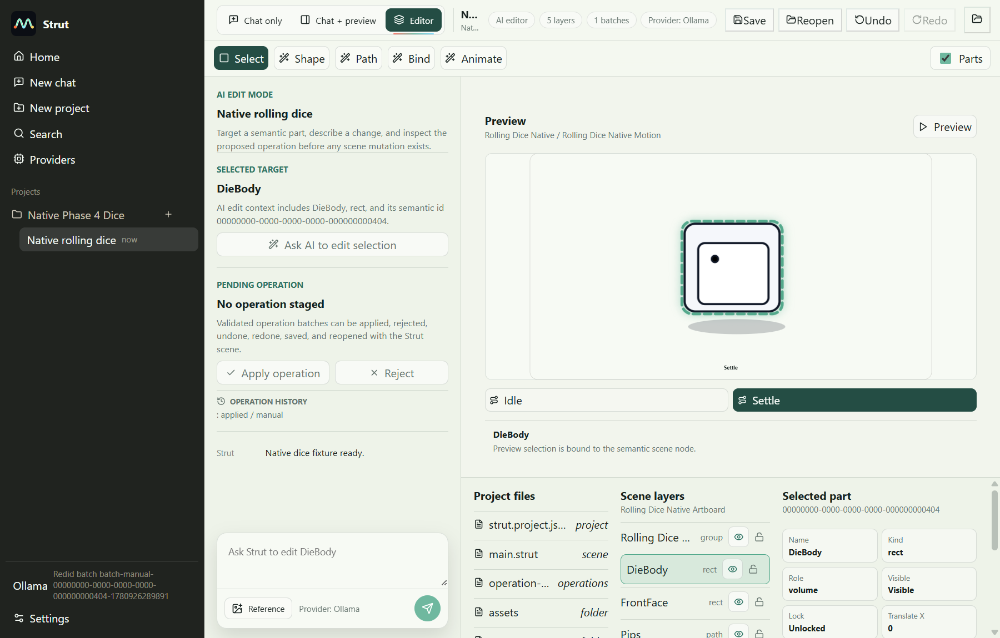 Strut
Home
New chat
New project
Search
Providers
Projects
Native Phase 4 Dice
Native rolling dice now
Ollama
Redid batch batch-manual-
00000000-0000-0000-0000-
000000000404-1780926289891
Settings
Chat only
Chat + preview
Editor
N...
Nat...
AI editor
5 layers
1 batches
Provider: Ollama
Save
Reopen
Undo
Redo
Select
Shape
Path
Bind
Animate
Parts
AI EDIT MODE
Native rolling dice
Target a semantic part, describe a change, and inspect the
proposed operation before any scene mutation exists.
SELECTED TARGET
DieBody
AI edit context includes DieBody, rect, and its semantic id
00000000-0000-0000-0000-000000000404.
Ask AI to edit selection
PENDING OPERATION
No operation staged
Validated operation batches can be applied, rejected,
undone, redone, saved, and reopened with the Strut
scene.
Apply operation
Reject
OPERATION HISTORY
: applied / manual
Strut Native dice fixture ready.
Ask Strut to edit DieBody
Reference
Provider: Ollama
Preview
Rolling Dice Native / Rolling Dice Native Motion
Preview
Settle
Idle
Settle
DieBody
Preview selection is bound to the semantic scene node.
Project files
strut.project.js... project
main.strut scene
operation-... operations
assets folder
Scene layers
Rolling Dice Native Artboard
Rolling Dice ... group
DieBody rect
FrontFace rect
Pips path
Selected part
00000000-0000-0000-0000-000000000404
Name
DieBody
Kind
rect
Role
volume
Visible
Visible
Lock
Unlocked
Translate X
0